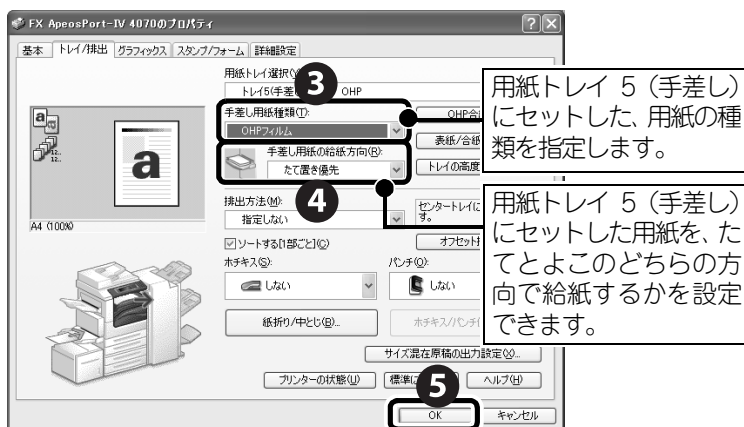 FX ApeosPort-IV 4070のプロパティ
基本 トレイ/排出 グラフィックス スタンプ/フォーム 詳細設定
用紙トレイ選択
トレイ5(手差 OHP
3
手差し用紙種類(T):
OHPフィルム
OHP合
手差し用紙の給紙方向(R):
たて置き優先
表紙/合紙
トレイの高度
4
排出方法(M):
指定しない
センタートレイに
す。
A4 (100%)
ソートする[1部ごと](C)
オフセット排
ホチキス(S):
しない
パンチ(O):
しない
紙折り/中とじ(B)...
ホチキス/パンチ
サイズ混在原稿の出力設定(X)...
プリンターの状態(U)
標準に
ヘルプ(H)
5
OK
キャンセル
用紙トレイ 5（手差し）
にセットした、用紙の種
類を指定します。
用紙トレイ 5（手差し）
にセットした用紙を、た
てとよこのどちらの方
向で給紙するかを設定
できます。